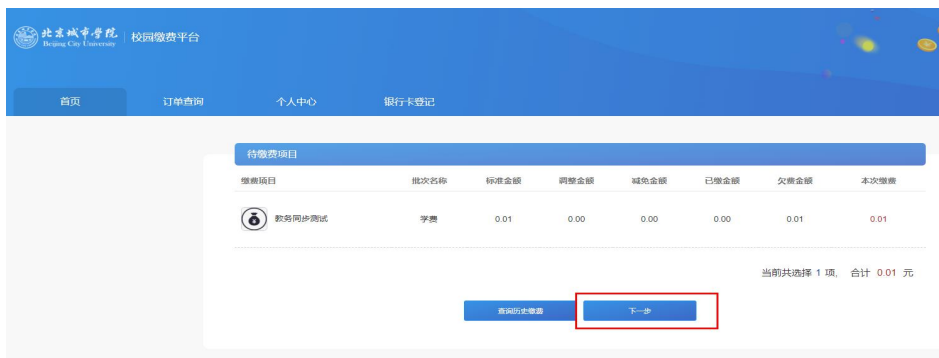 北京城市学院 校园缴费平台
Beijing City University
首页 订单查询 个人中心 银行卡登记
待缴费项目
缴费项目 批次名称 标准金额 调整金额 减免金额 已缴金额 欠费金额 本次缴费
教务同步测试 学费 0.01 0.00 0.00 0.00 0.01 0.01
当前共选择 1 项, 合计 0.01 元
查询历史缴费 下一步